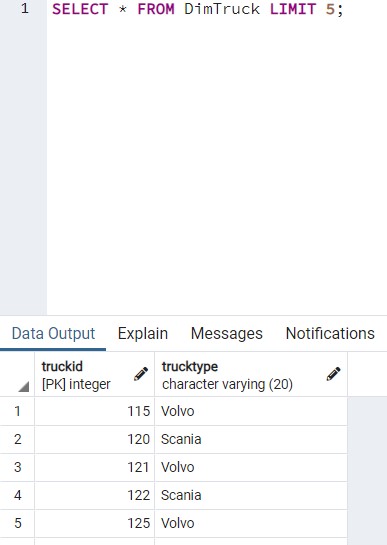 1 SELECT * FROM DimTruck LIMIT 5;
Data Output Explain Messages Notifications
truckid trucktype
[PK] integer character varying (20)
1 115 Volvo
2 120 Scania
3 121 Volvo
4 122 Scania
5 125 Volvo